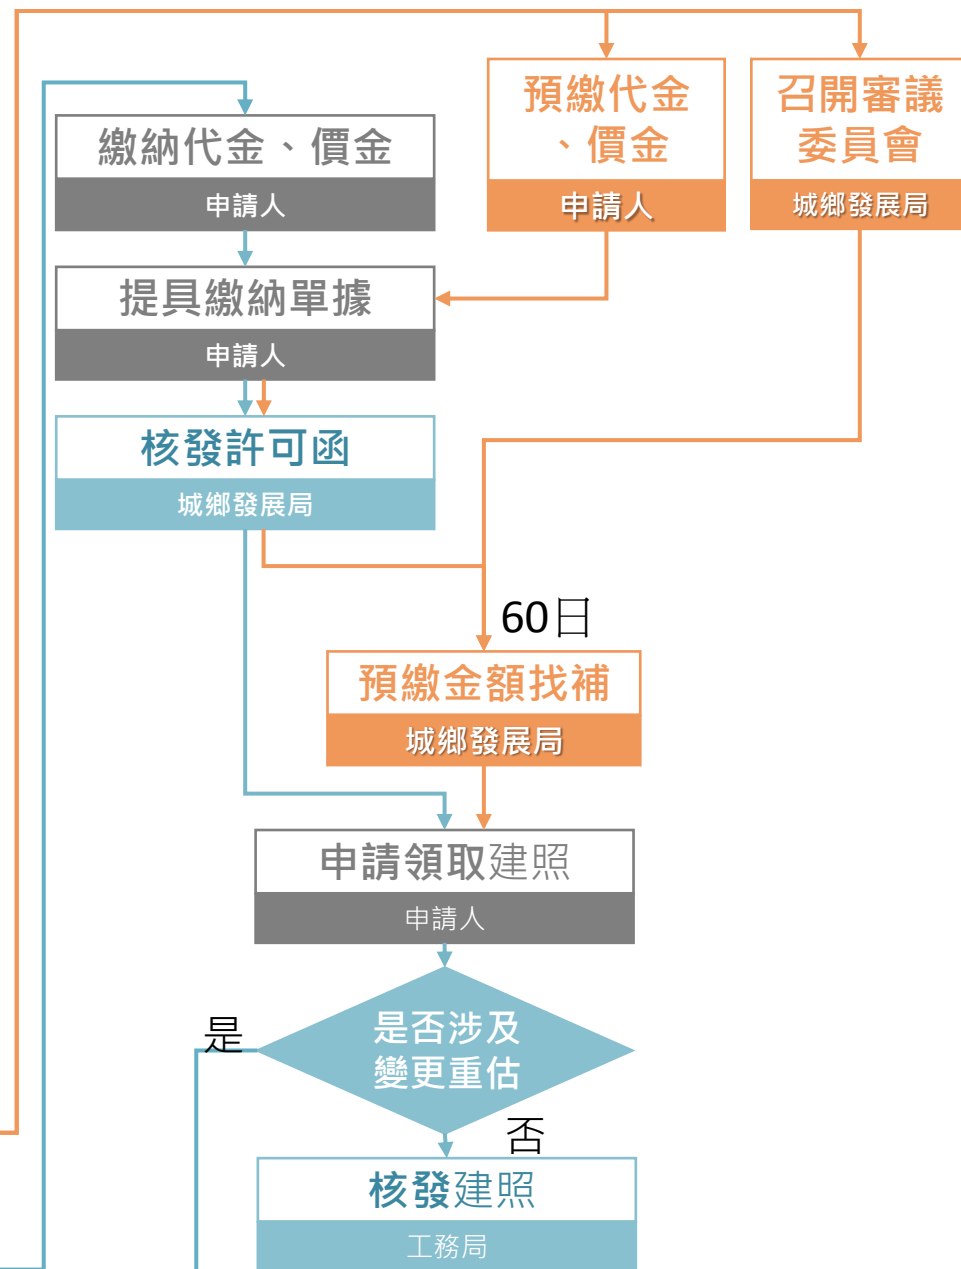 預繳代金
、價金
申請人
召開審議
委員會
城鄉發展局
繳納代金、價金
申請人
提具繳納單據
申請人
核發許可函
城鄉發展局
60日
預繳金額找補
城鄉發展局
申請領取建照
申請人
是否涉及
變更重估
是
否
核發建照
工務局